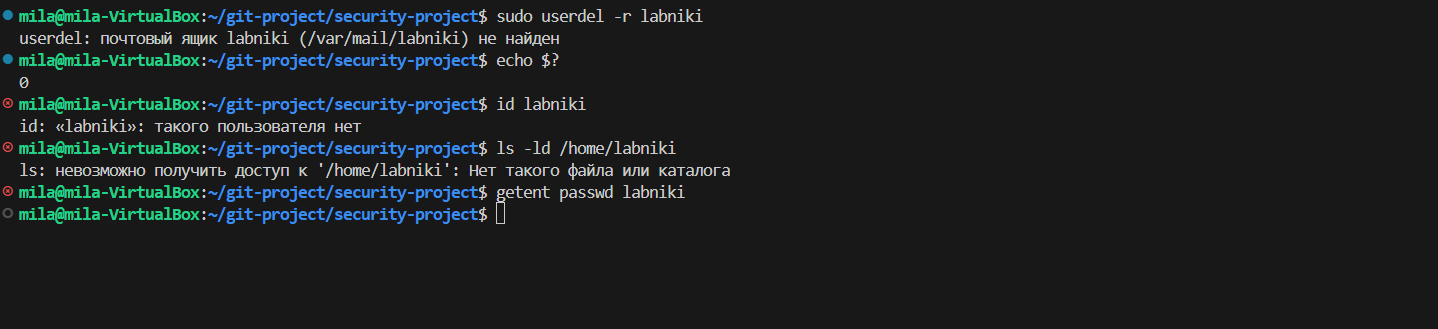 mila@mila-VirtualBox:~/git-project/security-project$ sudo userdel -r labniki
userdel: почтовый ящик labniki (/var/mail/labniki) не найден
mila@mila-VirtualBox:~/git-project/security-project$ echo $?
0
mila@mila-VirtualBox:~/git-project/security-project$ id labniki
id: «labniki»: такого пользователя нет
mila@mila-VirtualBox:~/git-project/security-project$ ls -ld /home/labniki
ls: невозможно получить доступ к '/home/labniki': Нет такого файла или каталога
mila@mila-VirtualBox:~/git-project/security-project$ getent passwd labniki
mila@mila-VirtualBox:~/git-project/security-project$